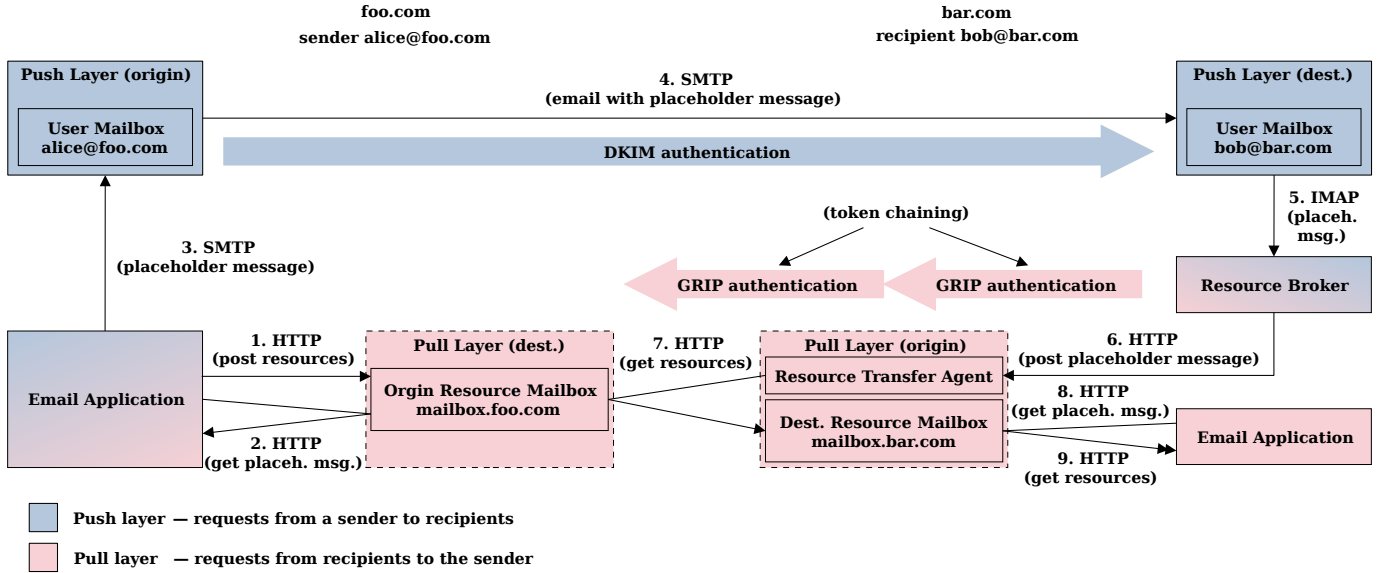 foo.com
sender alice@foo.com
bar.com
recipient bob@bar.com
Push Layer (origin)
User Mailbox
alice@foo.com
4. SMTP
(email with placeholder message)
DKIM authentication
Push Layer (dest.)
User Mailbox
bob@bar.com
3. SMTP
(placeholder message)
(token chaining)
GRIP authentication
GRIP authentication
5. IMAP
(placeh.
msg.)
Resource Broker
Email Application
1. HTTP
(post resources)
2. HTTP
(get placeh. msg.)
Pull Layer (dest.)
Orgin Resource Mailbox
mailbox.foo.com
7. HTTP
(get resources)
Pull Layer (origin)
Resource Transfer Agent
Dest. Resource Mailbox
mailbox.bar.com
6. HTTP
(post placeholder message)
8. HTTP
(get placeh. msg.)
9. HTTP
(get resources)
Email Application
Push layer — requests from a sender to recipients
Pull layer — requests from recipients to the sender